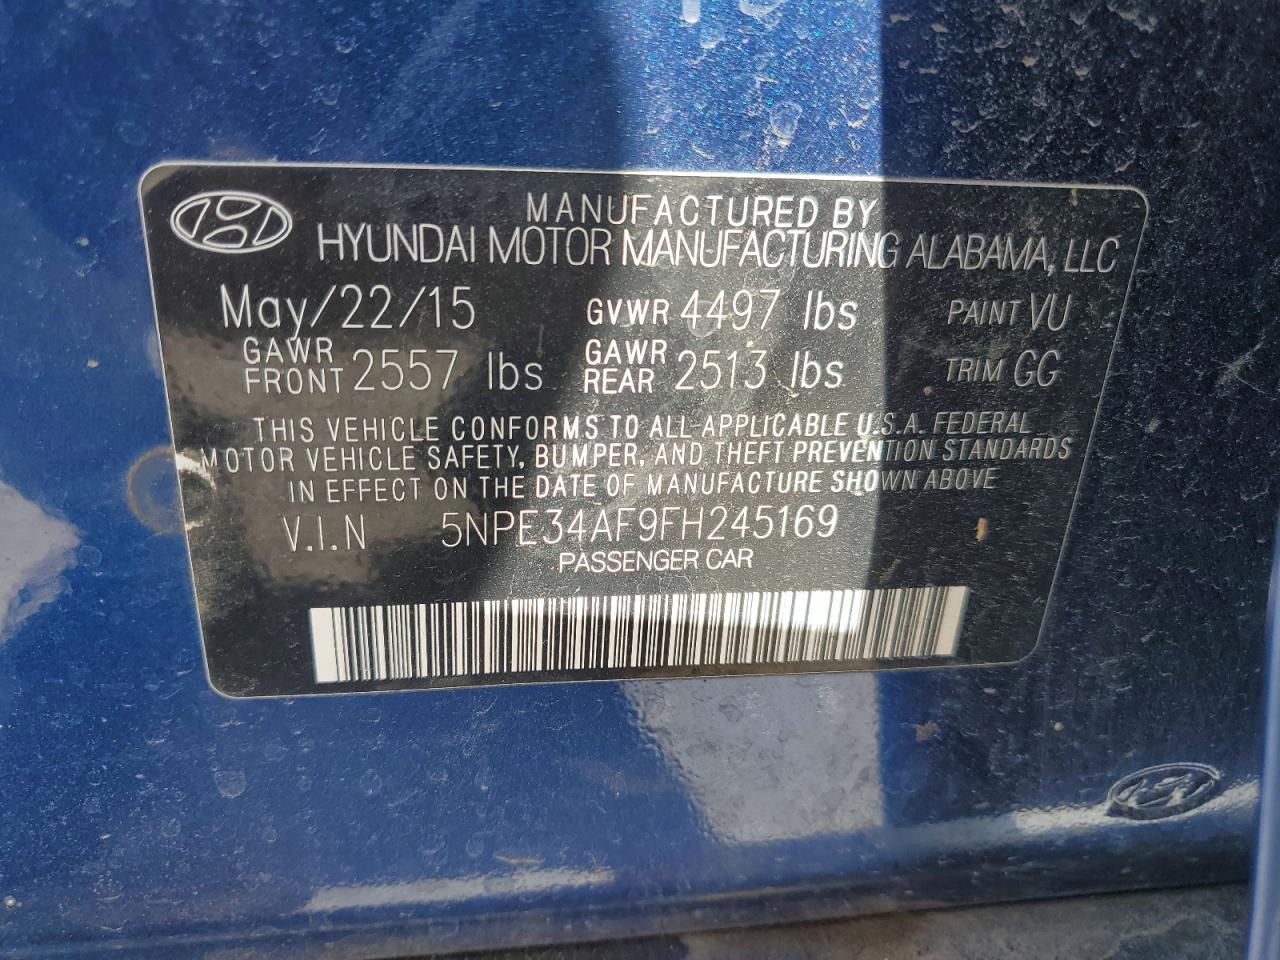 MANUFACTURED BY
HYUNDAI MOTOR MANUFACTURING ALABAMA, LLC
May/22/15 GVWR 4497 lbs PAINT VU
GAWR FRONT 2557 lbs GAWR REAR 2513 lbs TRIM GG
THIS VEHICLE CONFORMS TO ALL APPLICABLE U.S.A. FEDERAL
MOTOR VEHICLE SAFETY, BUMPER, AND THEFT PREVENTION STANDARDS
IN EFFECT ON THE DATE OF MANUFACTURE SHOWN ABOVE
V.I.N 5NPE34AF9FH245169
PASSENGER CAR